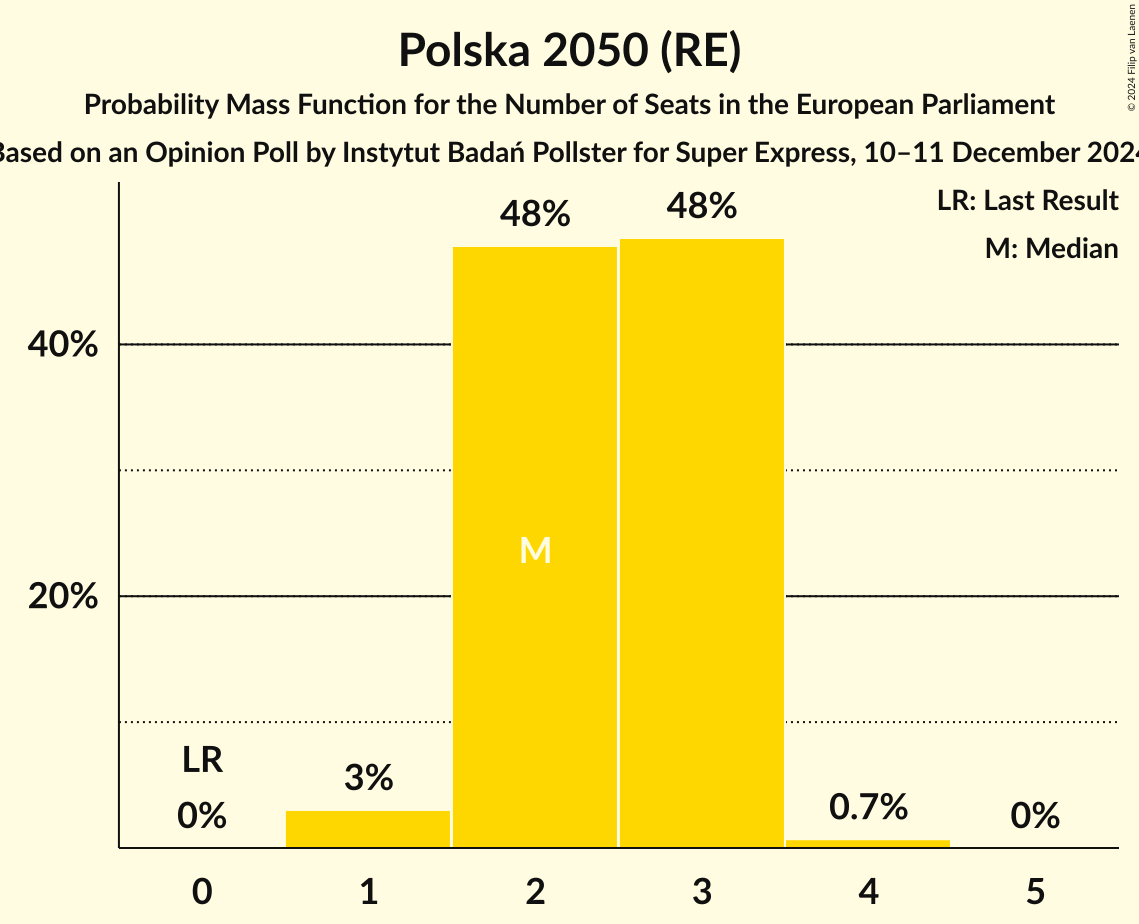 Polska 2050 (RE)
Probability Mass Function for the Number of Seats in the European Parliament
Based on an Opinion Poll by Instytut Badań Pollster for Super Express, 10–11 December 2024
© 2024 Filip van Laenen
LR: Last Result
M: Median
48%
48%
40%
M
20%
LR
0%
3%
0.7%
0%
0
1
2
3
4
5